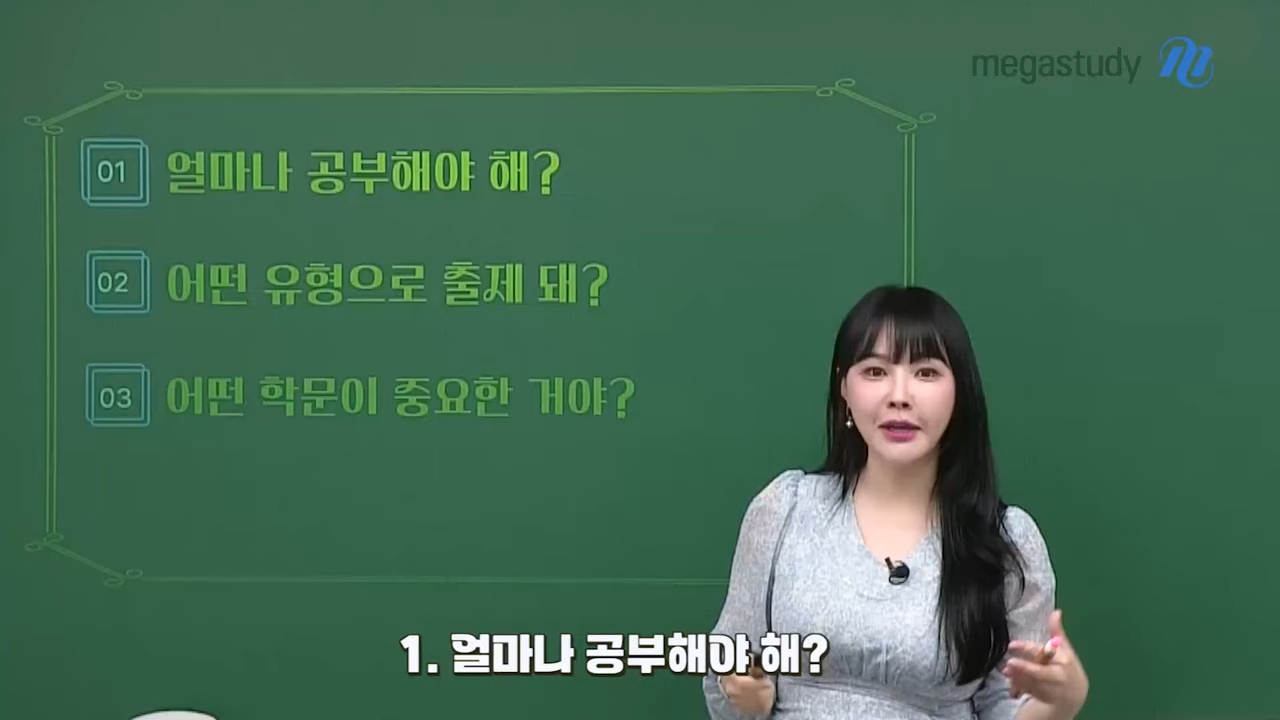 megastudy
01 얼마나 공부해야 해?
02 어떤 유형으로 출제 돼?
03 어떤 학문이 중요한 거야?
1. 얼마나 공부해야 해?